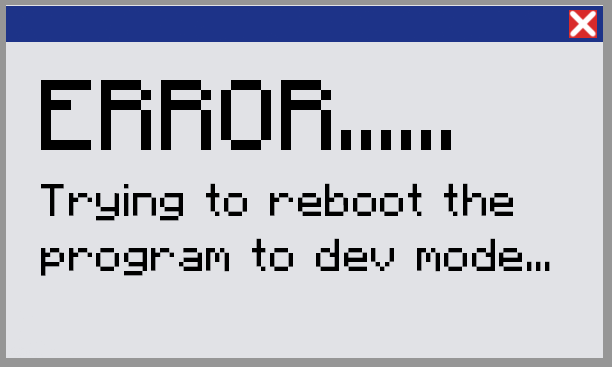 ERROR......
Trying to reboot the
program to dev mode...